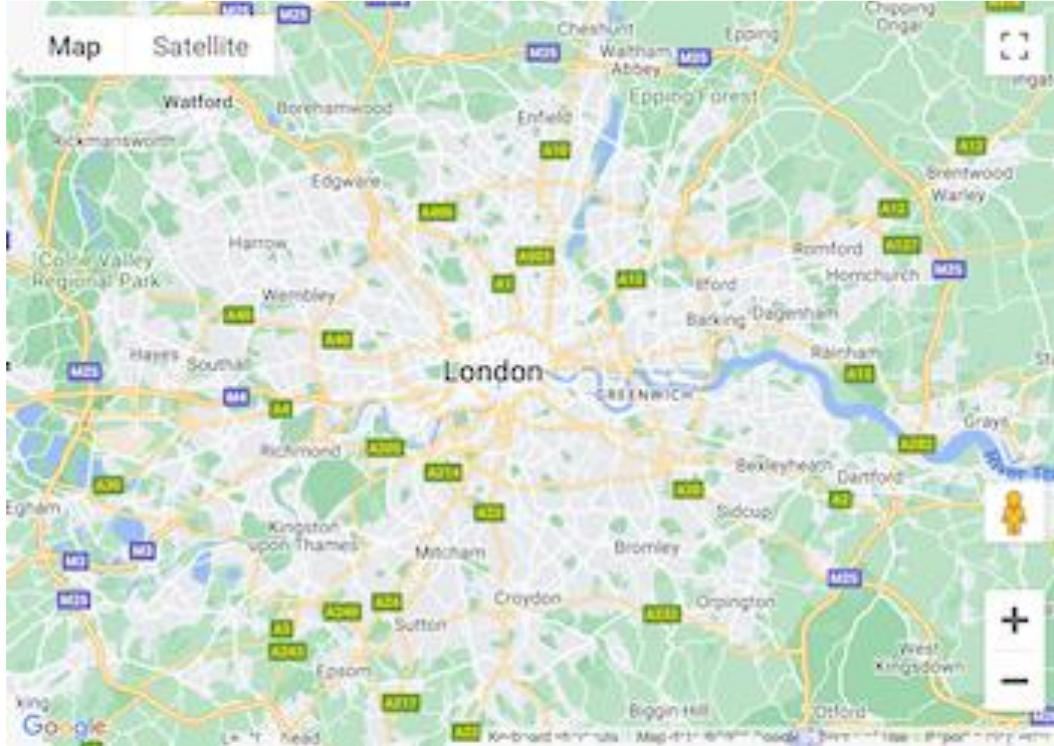 Map
Satellite
M25
M25
Cheshunt
Chipping
Ongar
Epping
M25
Waltham
Abbey
M25
Watford
Borehamwood
Epping Forest
Enfield
Rickmansworth
A10
A12
Edgware
Brentwood
Warley
A406
A12
Harrow
Romford
A127
Colne Valley
Regional Park
A503
M25
A1
A12
Ilford
Hornchurch
Wembley
A40
Barking
Dagenham
A40
Hayes
Southall
Rainham
M25
London
A13
M4
A4
GREENWICH
Grays
Richmond
A205
A282
A214
Bexleyheath
Dartford
A30
A20
A2
Egham
A23
Sidcup
Kingston
upon Thames
M3
M3
Mitcham
Bromley
M25
M25
Croydon
Orpington
A24
A240
A232
A3
Sutton
A243
West
Kingsdown
Epsom
A217
Biggin Hill
Otford
Google
A22